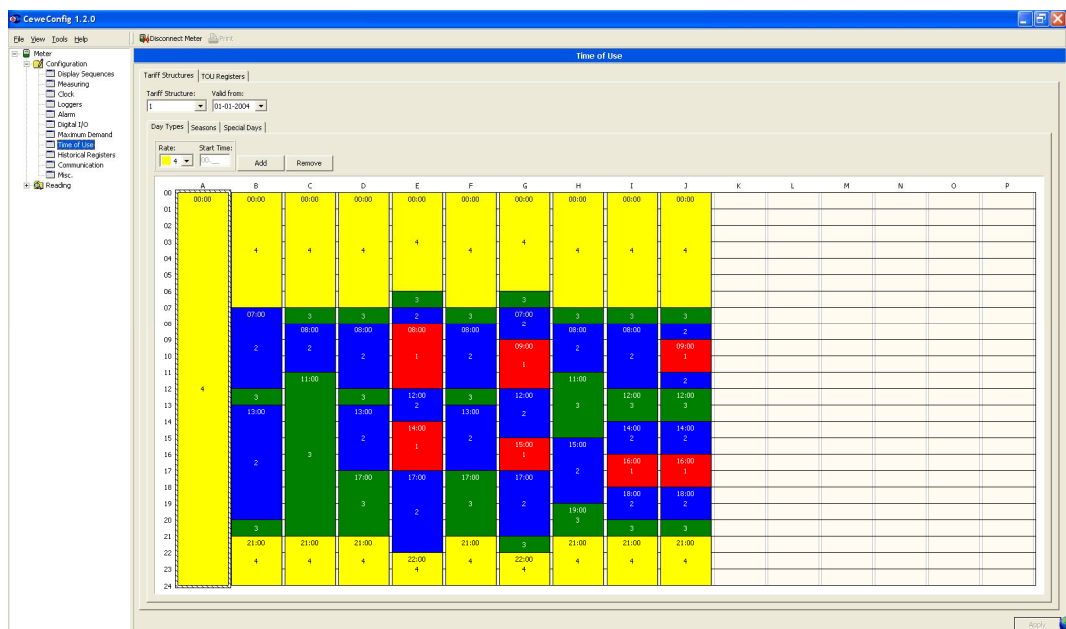 CeweConfig 1.2.0
File View Tools Help
Disconnect Meter Print
Meter
Configuration
Display Sequences
Measuring
Clock
Loggers
Alarm
Digital I/O
Maximum Demand
Time of Use
Historical Registers
Communication
Misc.
Reading
Time of Use
Tariff Structures TOU Registers
Tariff Structure: Valid from:
1 01-01-2004
Day Types Seasons Special Days
Rate: Start Time:
4 00.__ Add Remove
A B C D E F G H I J K L M N O P
00 00:00 00:00 00:00 00:00 00:00 00:00 00:00 00:00 00:00 00:00
01
02
03 4 4
04 4 4 4 4 4 4 4
05
06
3 3
07 07:00 3 3 2 3 07:00 3 3 3
2
08 08:00 08:00 08:00 08:00 08:00 08:00 2
09 09:00 09:00
10 2 2 2 1 2 1 2 2 1
11 11:00 11:00 2
12 4 3 3 12:00 3 12:00 12:00 12:00
13 13:00 13:00 2 13:00 2 3 3 3
14 14:00 14:00 14:00
15 2 1 2 15:00 15:00 2 2
16 2 3 1 16:00 16:00
17 17:00 17:00 17:00 17:00 2 1 1
18 18:00 18:00
19 3 2 3 2 19:00 2 2
20 3 3 3 3
21 21:00 21:00 21:00 21:00 3 21:00 21:00 21:00
22 4 4 4 22:00 4 22:00 4 4 4
23 4 4
24
Apply